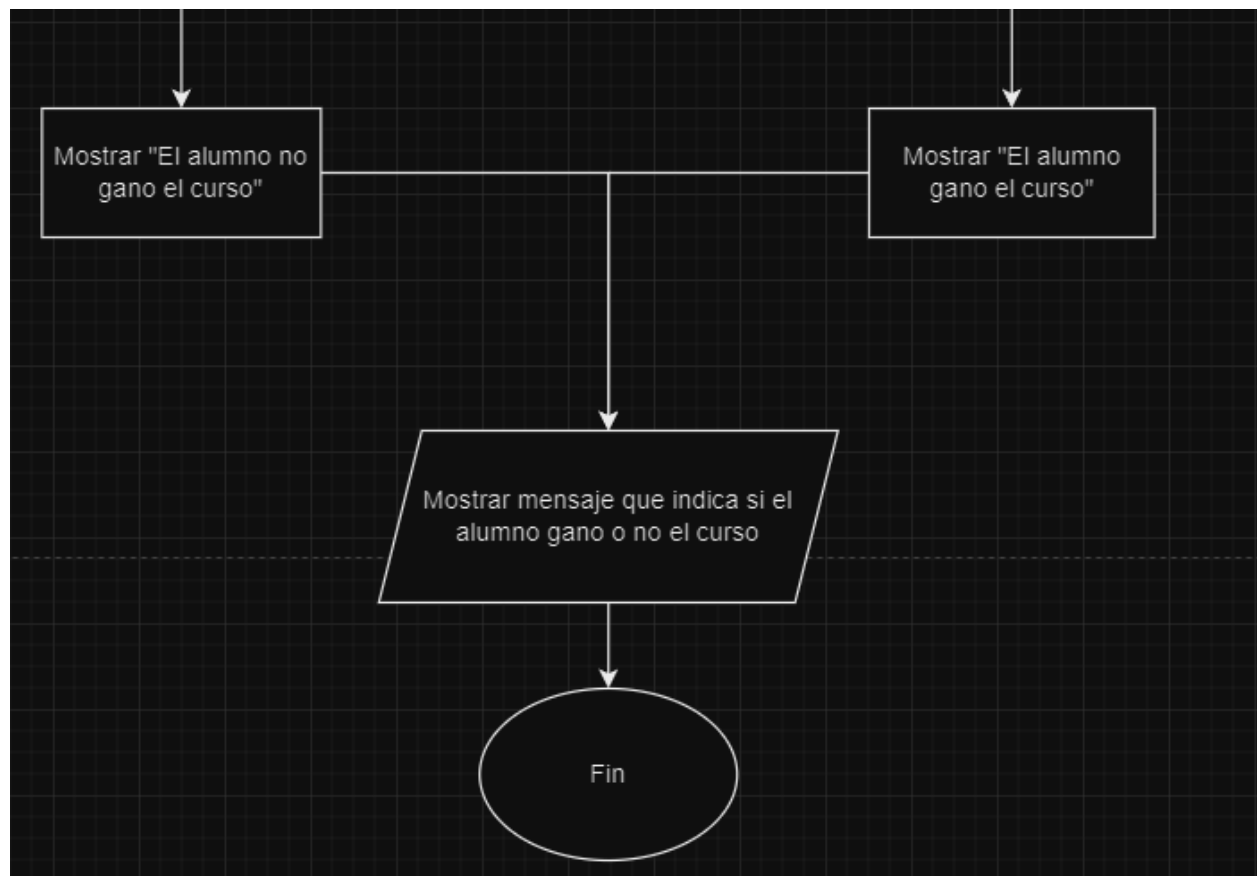 Mostrar "El alumno no
gano el curso"
Mostrar "El alumno
gano el curso"
Mostrar mensaje que indica si el
alumno gano o no el curso
Fin